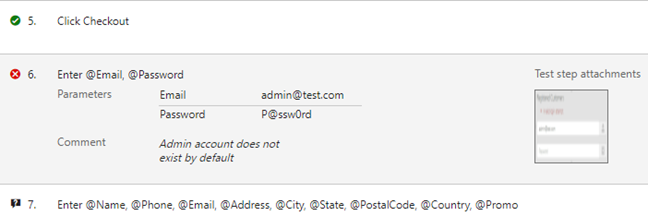 5. Click Checkout
6. Enter @Email, @Password
Test step attachments
Parameters
Email admin@test.com
Password P@ssw0rd
Comment
Admin account does not
exist by default
7. Enter @Name, @Phone, @Email, @Address, @City, @State, @PostalCode, @Country, @Promo